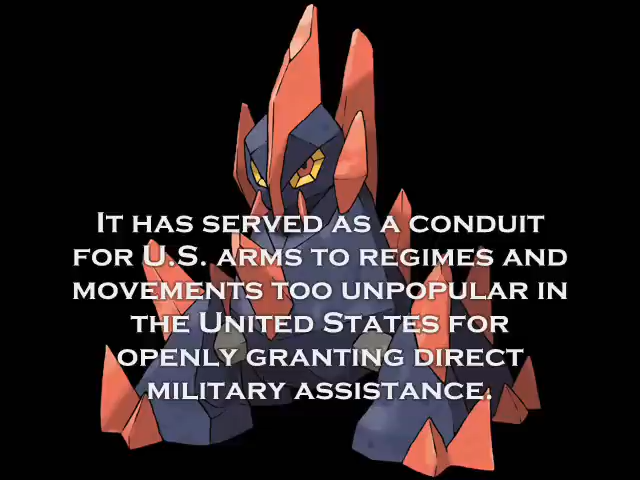 It has served as a conduit
for U.S. arms to regimes and
movements too unpopular in
the United States for
openly granting direct
military assistance.